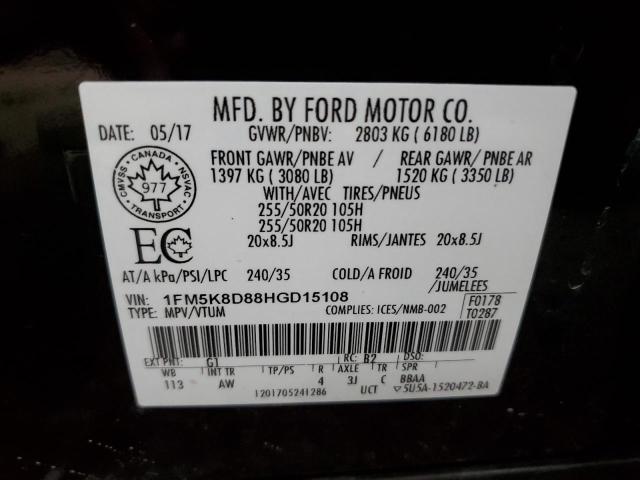 MFD. BY FORD MOTOR CO.
DATE: 05/17 GVWR/PNBV: 2803 KG ( 6180 LB)
FRONT GAWR/PNBE AV REAR GAWR/ PNBE AR
1397 KG ( 3080 LB) 1520 KG ( 3350 LB)
WITH/AVEC TIRES/PNEUS
255/50R20 105H
255/50R20 105H
20x8.5J RIMS/JANTES 20x8.5J
CANADA
CMVSS NSVAC
977
TRANSPORT
EC
AT/A kPa/PSI/LPC 240/35 COLD/A FROID 240/35
/JUMELEES
VIN: 1FM5K8D88HGD15108 F0178
TYPE: MPV/VTUM COMPLIES: ICES/NMB-002 T0287
EXT PNT: G1 RC: B2 DSO:
WB INT TR TP/PS R AXLE TR SPR
113 AW 4 3J C BBAA
1201705241286 UCT ▽5U5A-1520472-BA